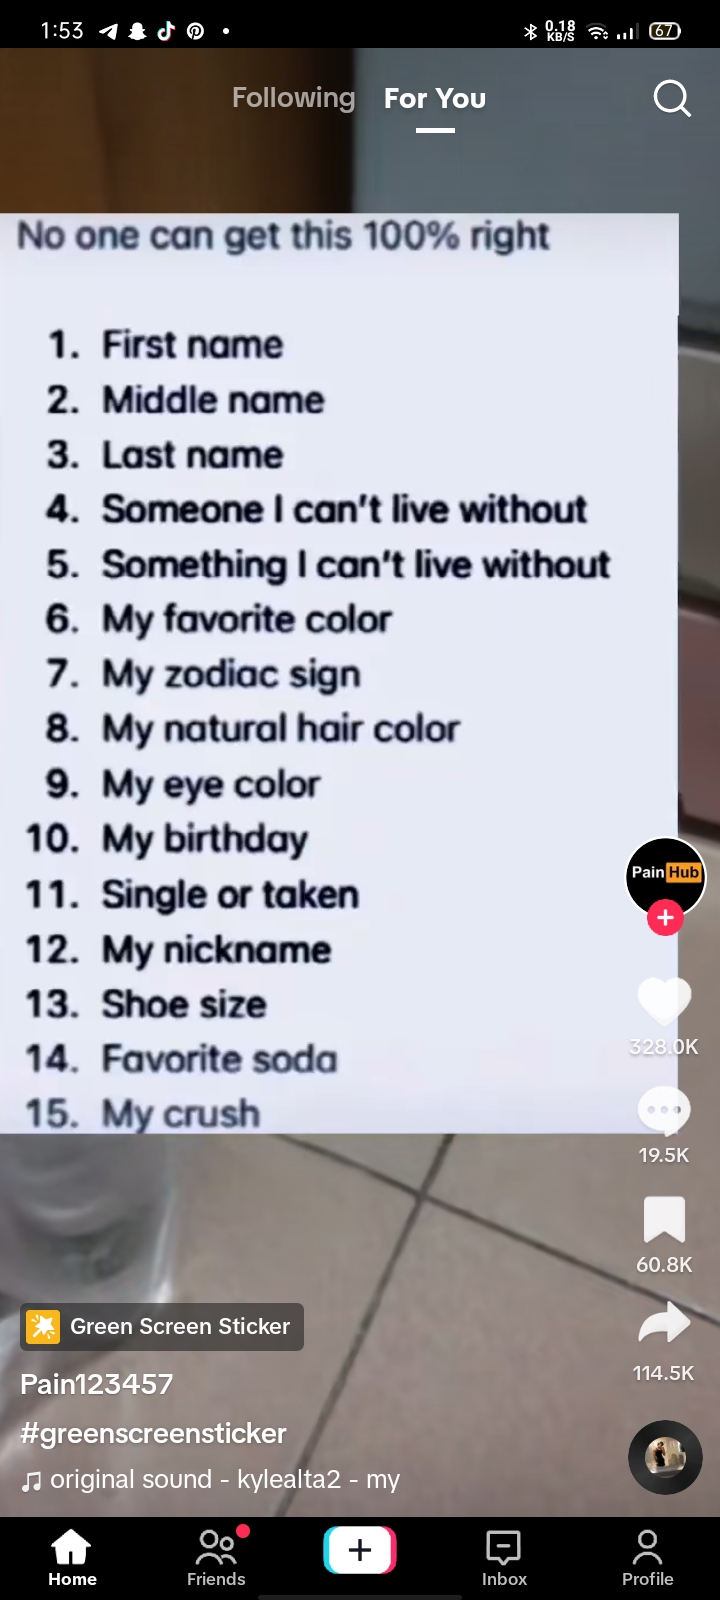 1:53
0.18
KB/S
67
Following For You
No one can get this 100% right
1. First name
2. Middle name
3. Last name
4. Someone I can't live without
5. Something I can't live without
6. My favorite color
7. My zodiac sign
8. My natural hair color
9. My eye color
10. My birthday
11. Single or taken
12. My nickname
13. Shoe size
14. Favorite soda
15. My crush
Pain Hub
328.0K
19.5K
60.8K
114.5K
Green Screen Sticker
Pain123457
#greenscreensticker
original sound - kylealta2 - my
Home Friends Inbox Profile